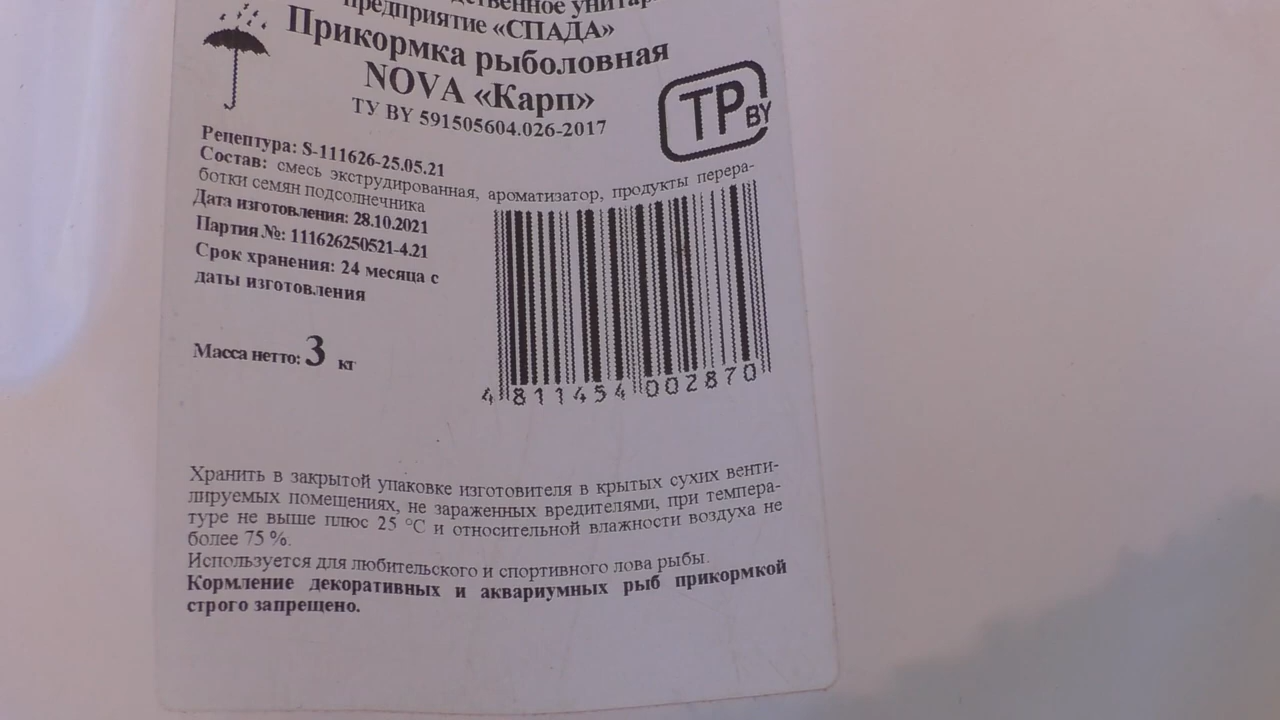 предприятие «СПАДА»
Прикормка рыболовная
NOVA «Карп»
ТУ BY 591505604.026-2017
TP BY
Рецептура: S-111626-25.05.21
Состав: смесь экструдированная, ароматизатор, продукты перера-
ботки семян подсолнечника
Дата изготовления: 28.10.2021
Партия №: 111626250521-4.21
Срок хранения: 24 месяца с
даты изготовления
Масса нетто: 3 кг
4 811454 002870
Хранить в закрытой упаковке изготовителя в крытых сухих венти-
лируемых помещениях, не зараженных вредителями, при темпера-
туре не выше плюс 25 °С и относительной влажности воздуха не
более 75 %.
Используется для любительского и спортивного лова рыбы.
Кормление декоративных и аквариумных рыб прикормкой
строго запрещено.